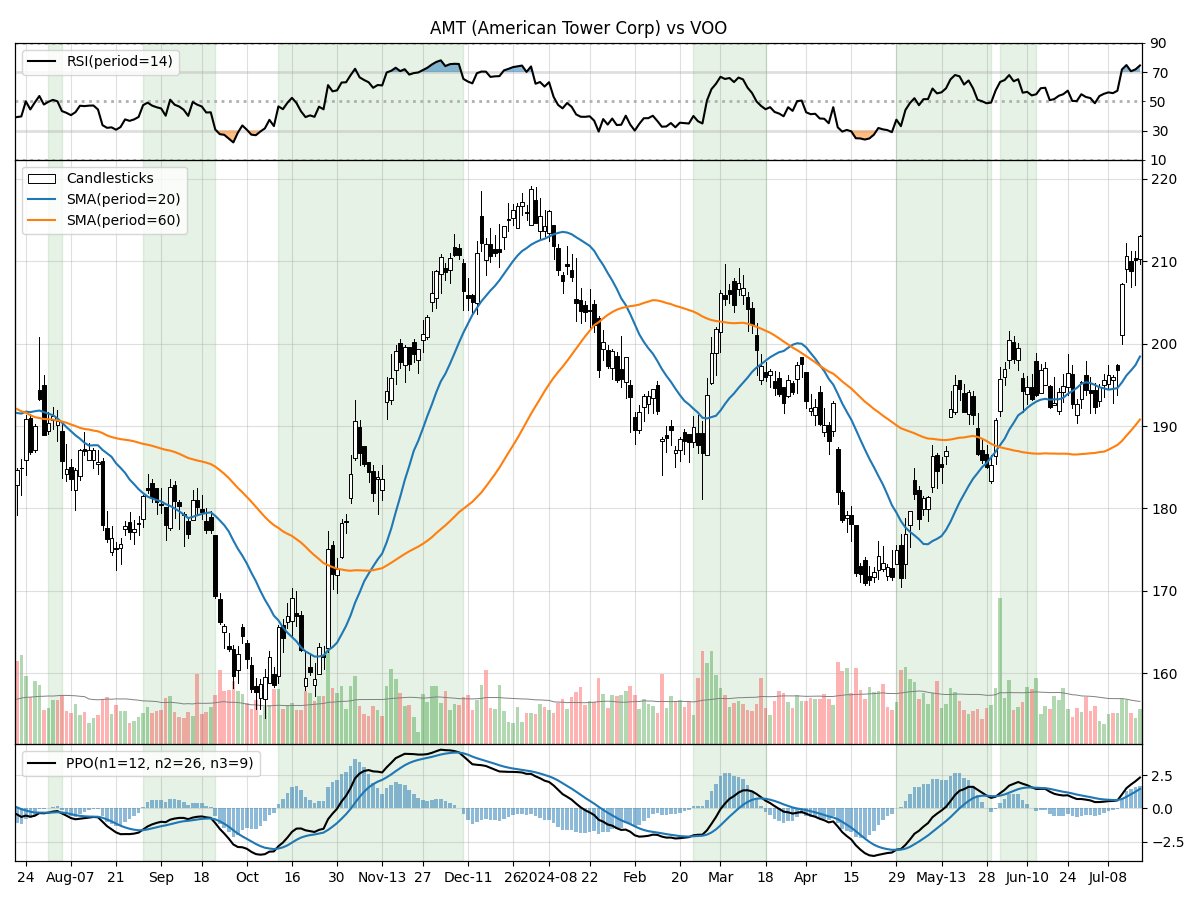 AMT (American Tower Corp) vs VOO
RSI(period=14)
90
70
50
30
10
Candlesticks
SMA(period=20)
SMA(period=60)
220
210
200
190
180
170
160
PPO(n1=12, n2=26, n3=9)
2.5
0.0
−2.5
24 Aug-07 21 Sep 18 Oct 16 30 Nov-13 27 Dec-11 26 2024-08 22 Feb 20 Mar 18 Apr 15 29 May-13 28 Jun-10 24 Jul-08